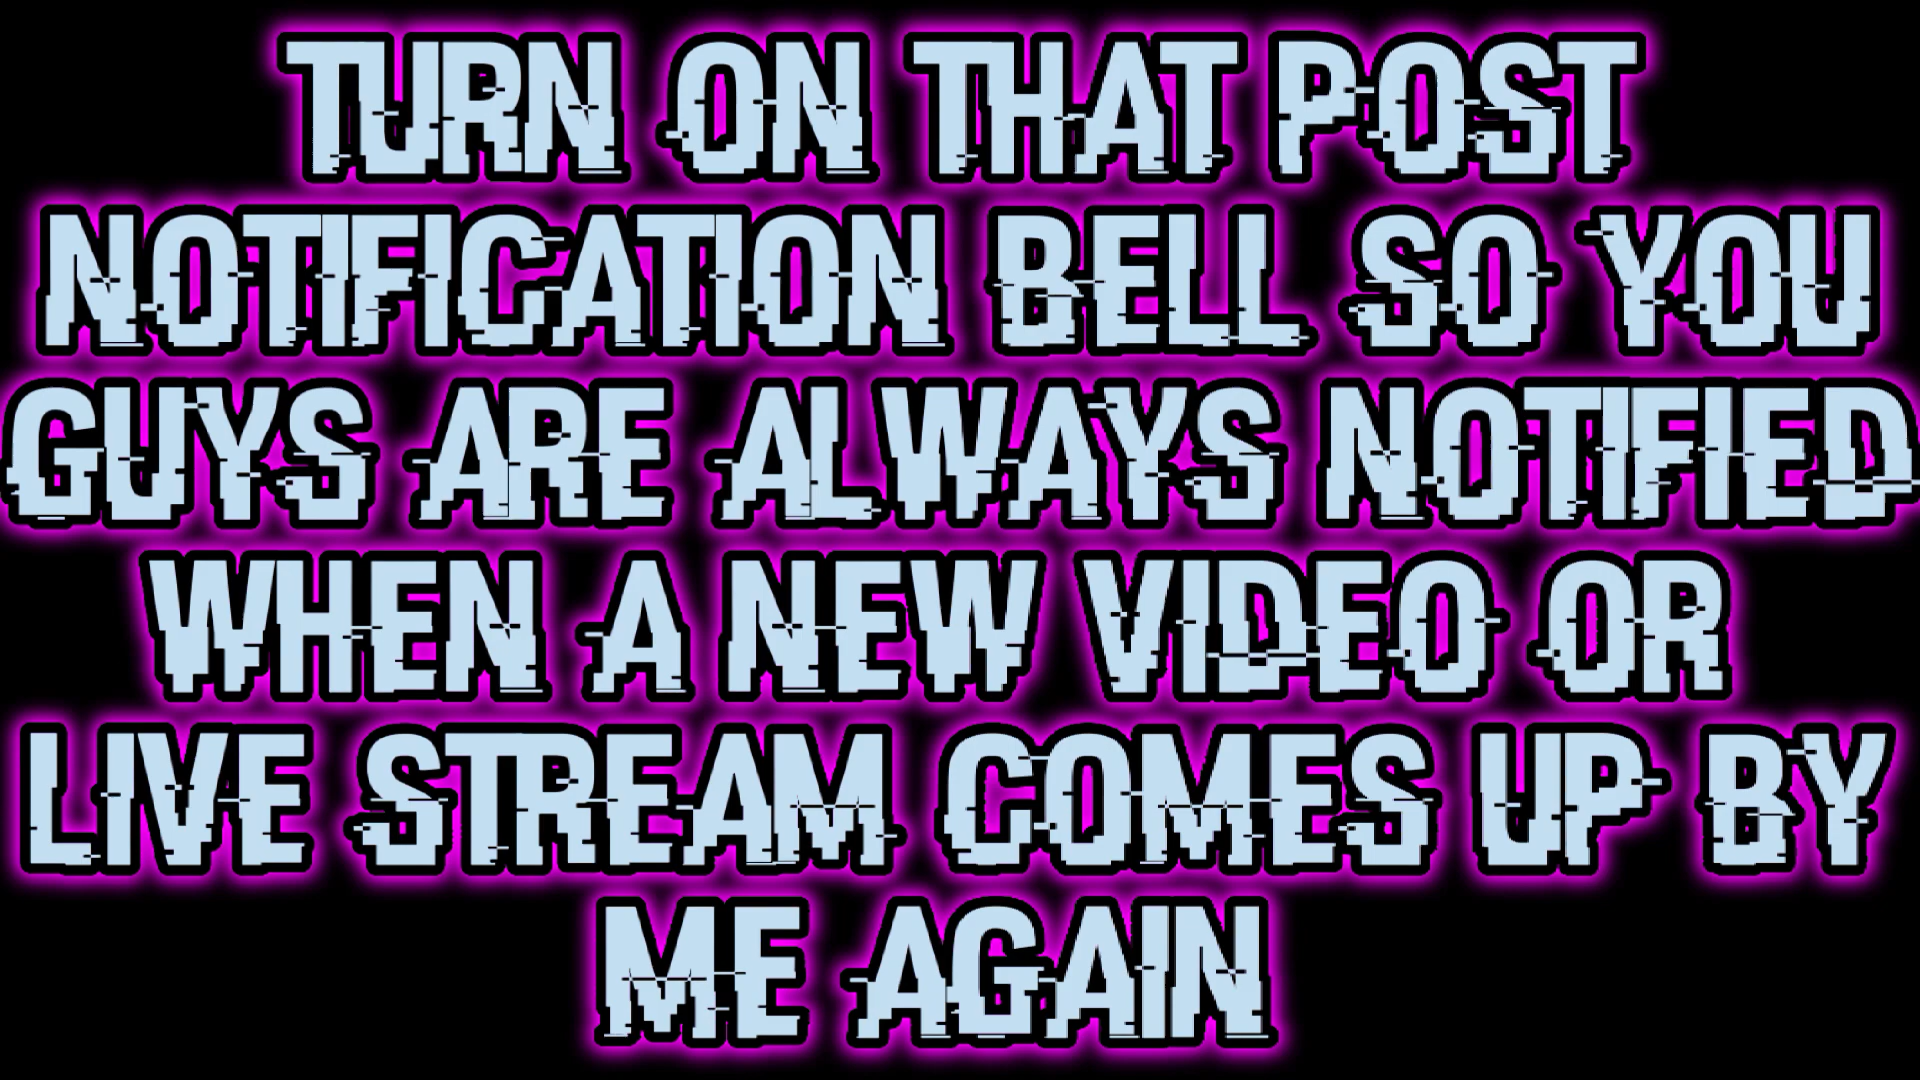 TURN ON THAT POST
NOTIFICATION BELL SO YOU
GUYS ARE ALWAYS NOTIFIED
WHEN A NEW VIDEO OR
LIVE STREAM COMES UP BY
ME AGAIN